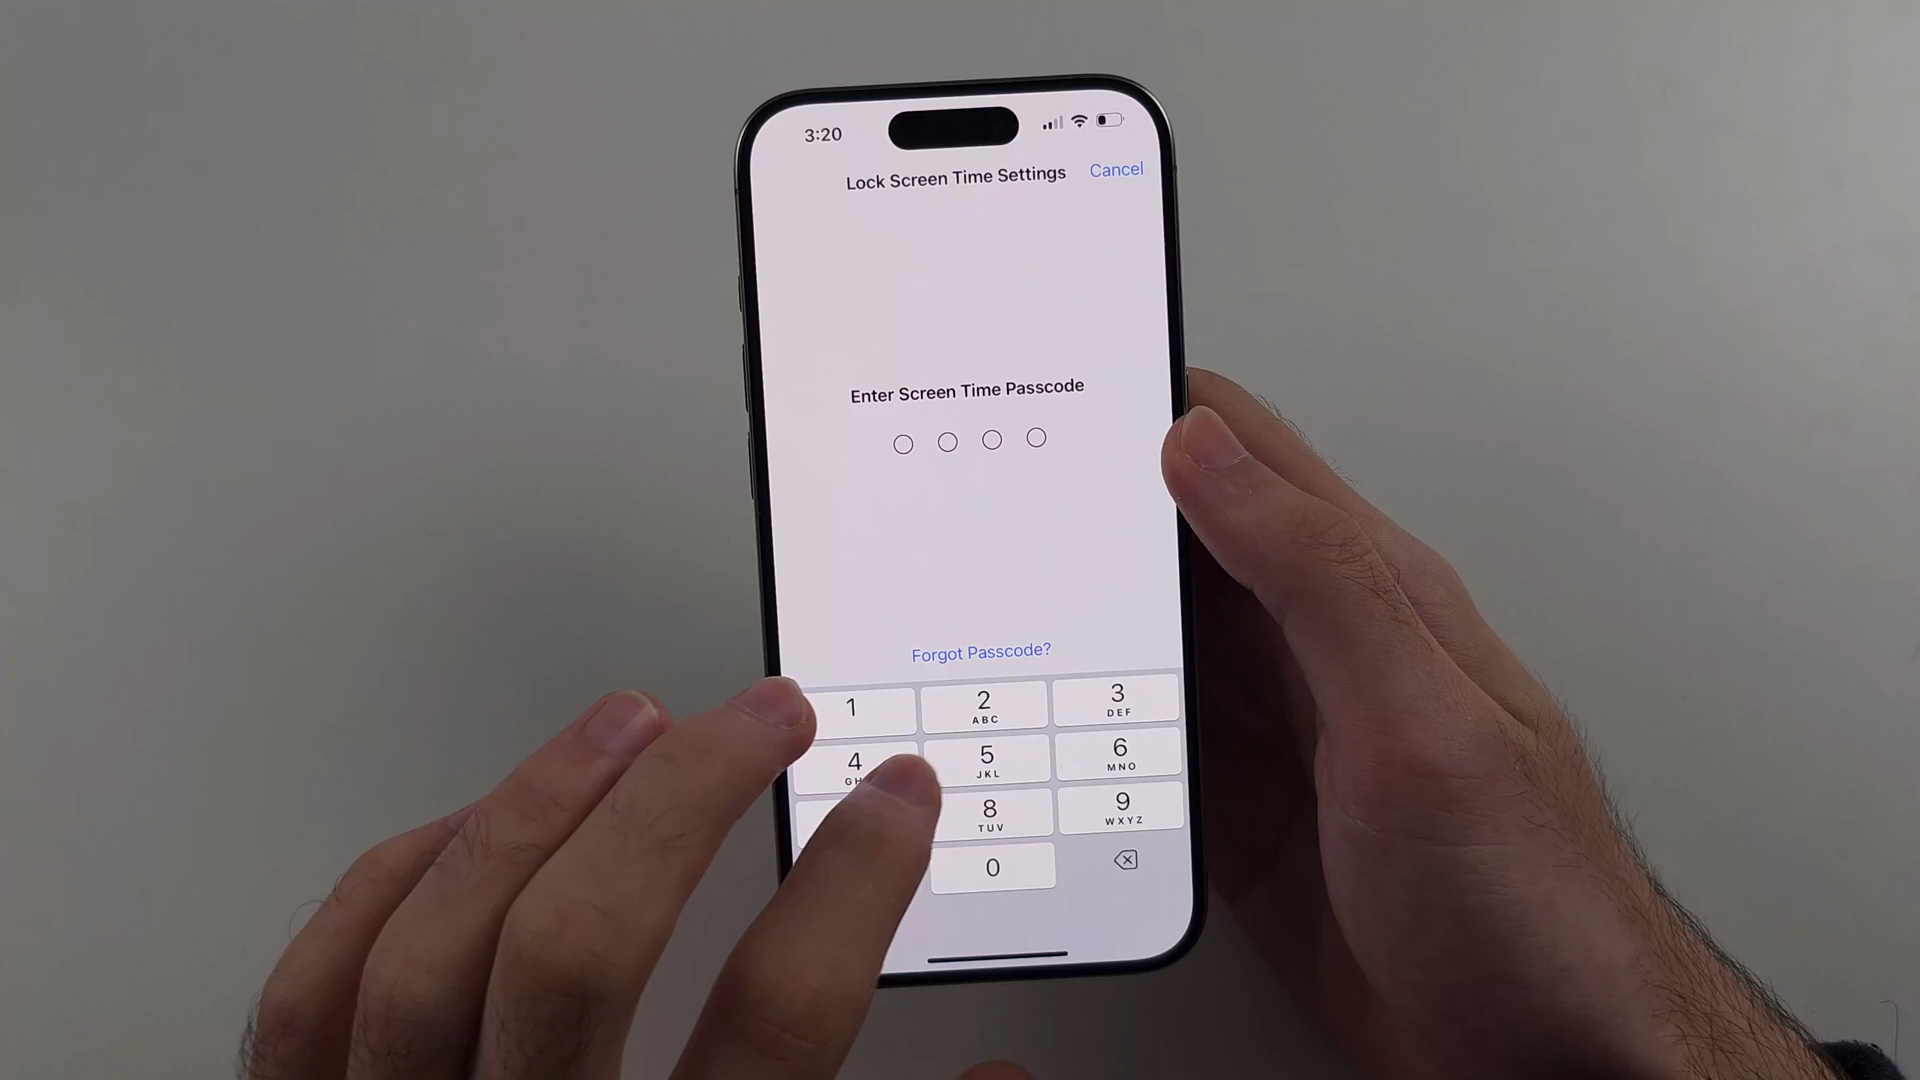 3:20
Lock Screen Time Settings Cancel
Enter Screen Time Passcode
Forgot Passcode?
1 2 3
ABC DEF
4 5 6
GH JKL MNO
8 9
TUV WXYZ
0